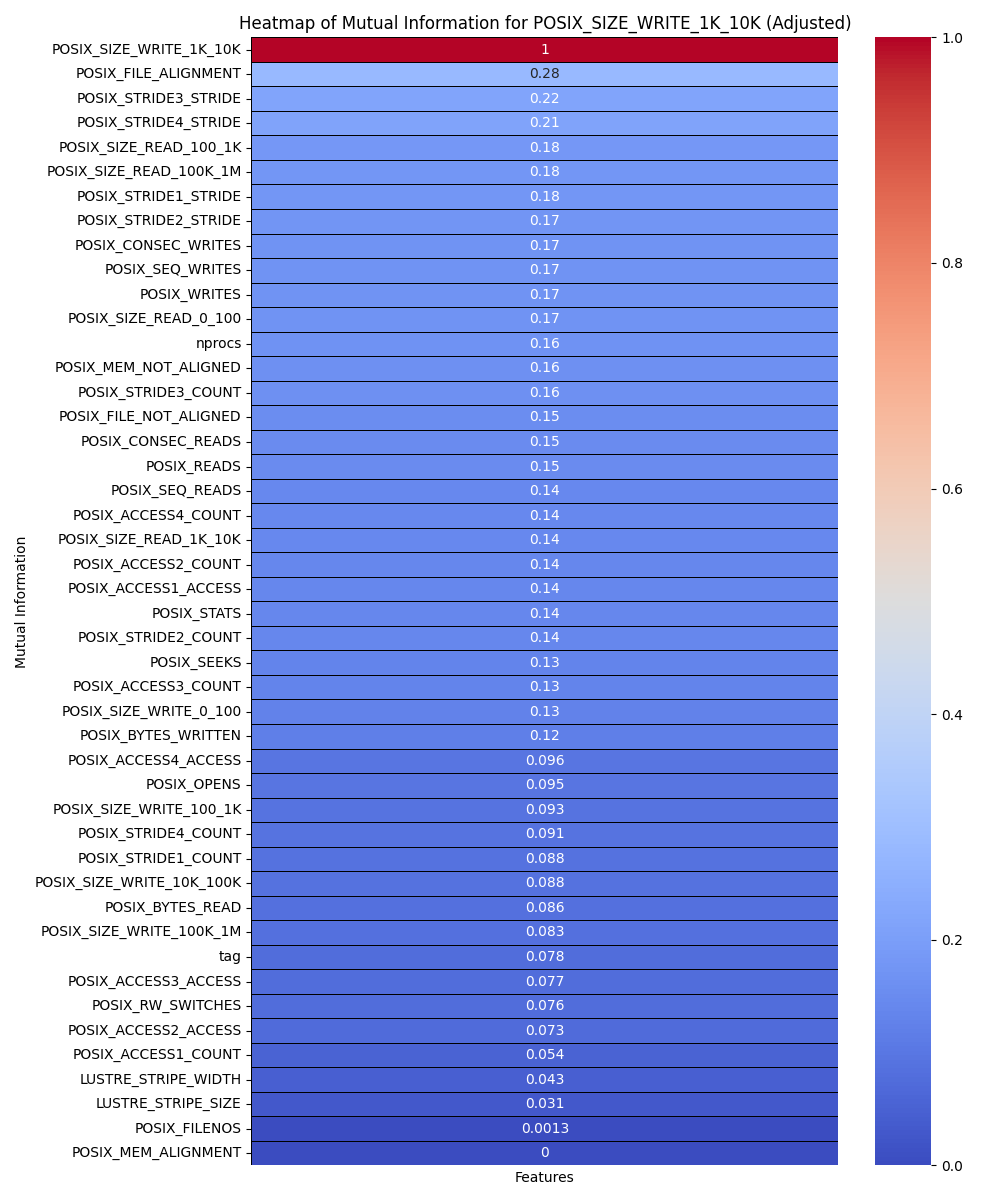 Heatmap of Mutual Information for POSIX_SIZE_WRITE_1K_10K (Adjusted)
POSIX_SIZE_WRITE_1K_10K 1
POSIX_FILE_ALIGNMENT 0.28
POSIX_STRIDE3_STRIDE 0.22
POSIX_STRIDE4_STRIDE 0.21
POSIX_SIZE_READ_100_1K 0.18
POSIX_SIZE_READ_100K_1M 0.18
POSIX_STRIDE1_STRIDE 0.18
POSIX_STRIDE2_STRIDE 0.17
POSIX_CONSEC_WRITES 0.17
POSIX_SEQ_WRITES 0.17
POSIX_WRITES 0.17
POSIX_SIZE_READ_0_100 0.17
nprocs 0.16
POSIX_MEM_NOT_ALIGNED 0.16
POSIX_STRIDE3_COUNT 0.16
POSIX_FILE_NOT_ALIGNED 0.15
POSIX_CONSEC_READS 0.15
POSIX_READS 0.15
POSIX_SEQ_READS 0.14
POSIX_ACCESS4_COUNT 0.14
POSIX_SIZE_READ_1K_10K 0.14
POSIX_ACCESS2_COUNT 0.14
POSIX_ACCESS1_ACCESS 0.14
POSIX_STATS 0.14
POSIX_STRIDE2_COUNT 0.14
POSIX_SEEKS 0.13
POSIX_ACCESS3_COUNT 0.13
POSIX_SIZE_WRITE_0_100 0.13
POSIX_BYTES_WRITTEN 0.12
POSIX_ACCESS4_ACCESS 0.096
POSIX_OPENS 0.095
POSIX_SIZE_WRITE_100_1K 0.093
POSIX_STRIDE4_COUNT 0.091
POSIX_STRIDE1_COUNT 0.088
POSIX_SIZE_WRITE_10K_100K 0.088
POSIX_BYTES_READ 0.086
POSIX_SIZE_WRITE_100K_1M 0.083
tag 0.078
POSIX_ACCESS3_ACCESS 0.077
POSIX_RW_SWITCHES 0.076
POSIX_ACCESS2_ACCESS 0.073
POSIX_ACCESS1_COUNT 0.054
LUSTRE_STRIPE_WIDTH 0.043
LUSTRE_STRIPE_SIZE 0.031
POSIX_FILENOS 0.0013
POSIX_MEM_ALIGNMENT 0
Features
Mutual Information
1.0
0.8
0.6
0.4
0.2
0.0